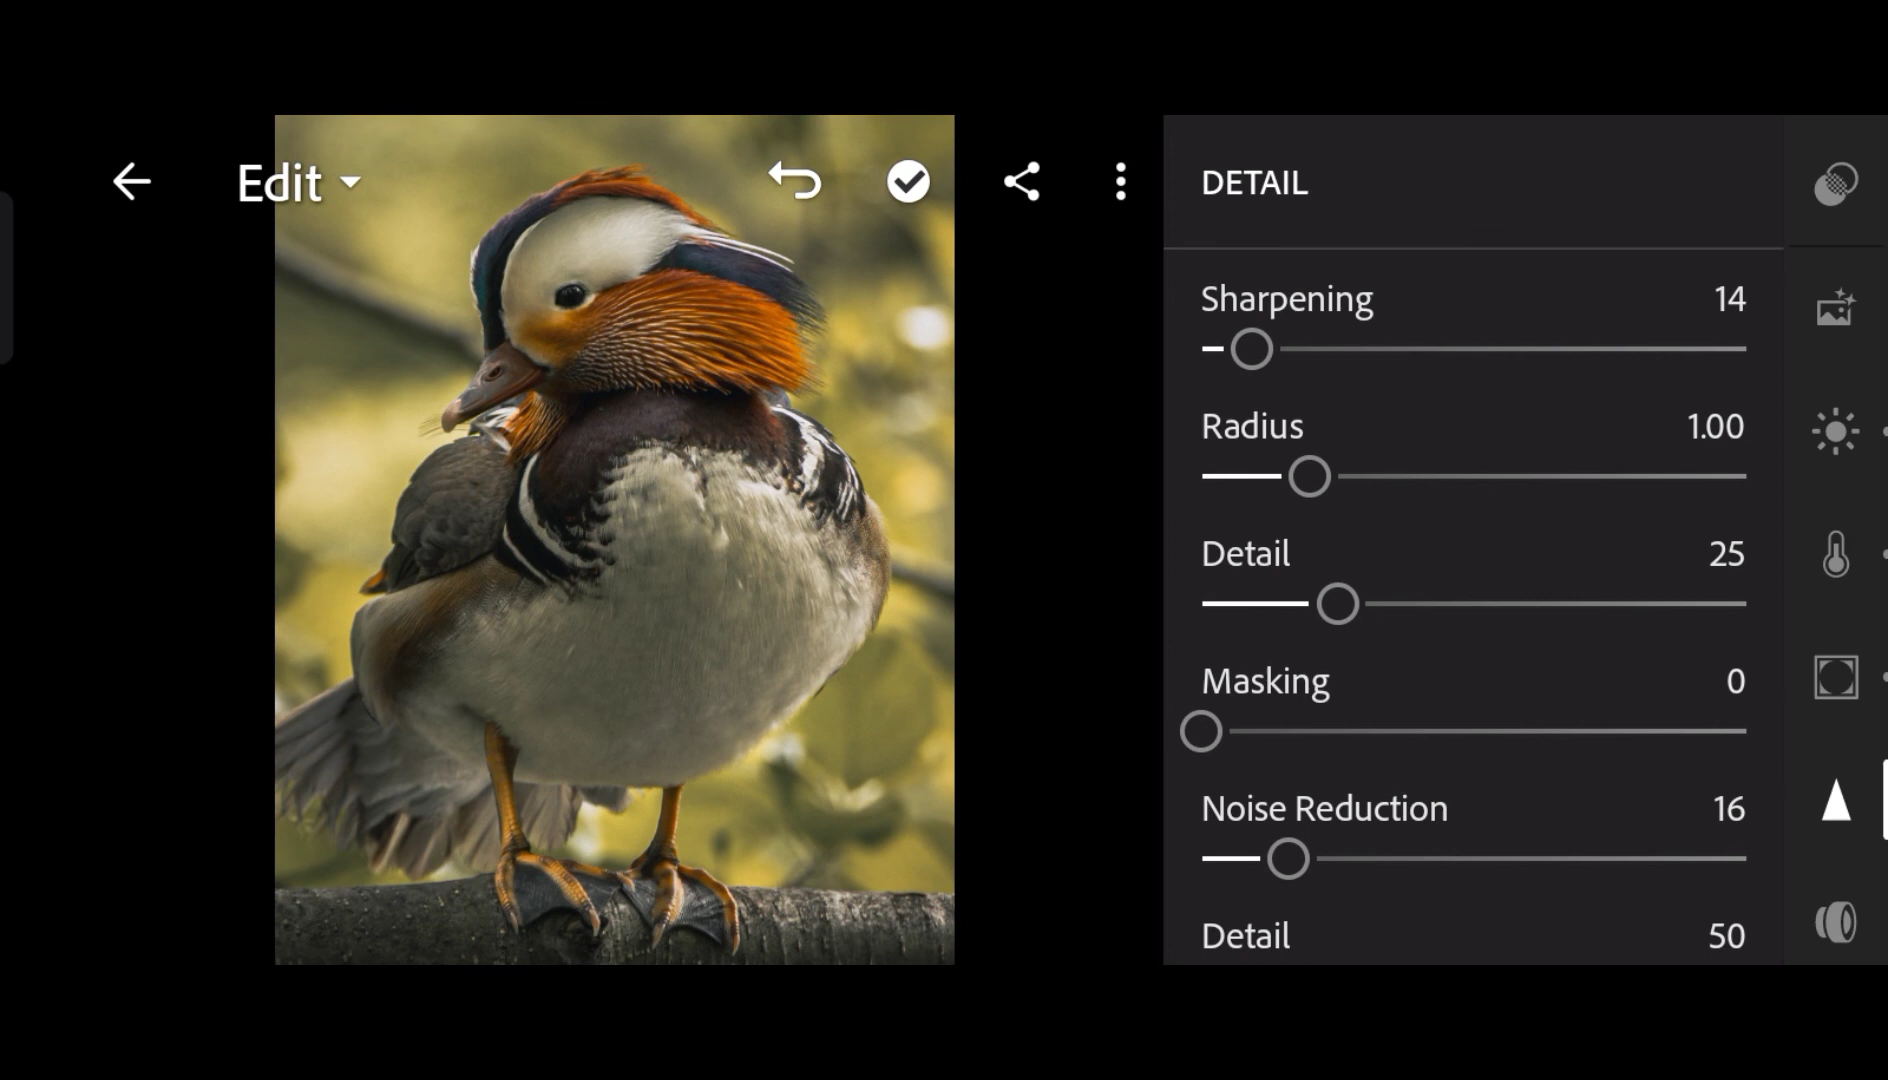 Edit
DETAIL
Sharpening 14
Radius 1.00
Detail 25
Masking 0
Noise Reduction 16
Detail 50